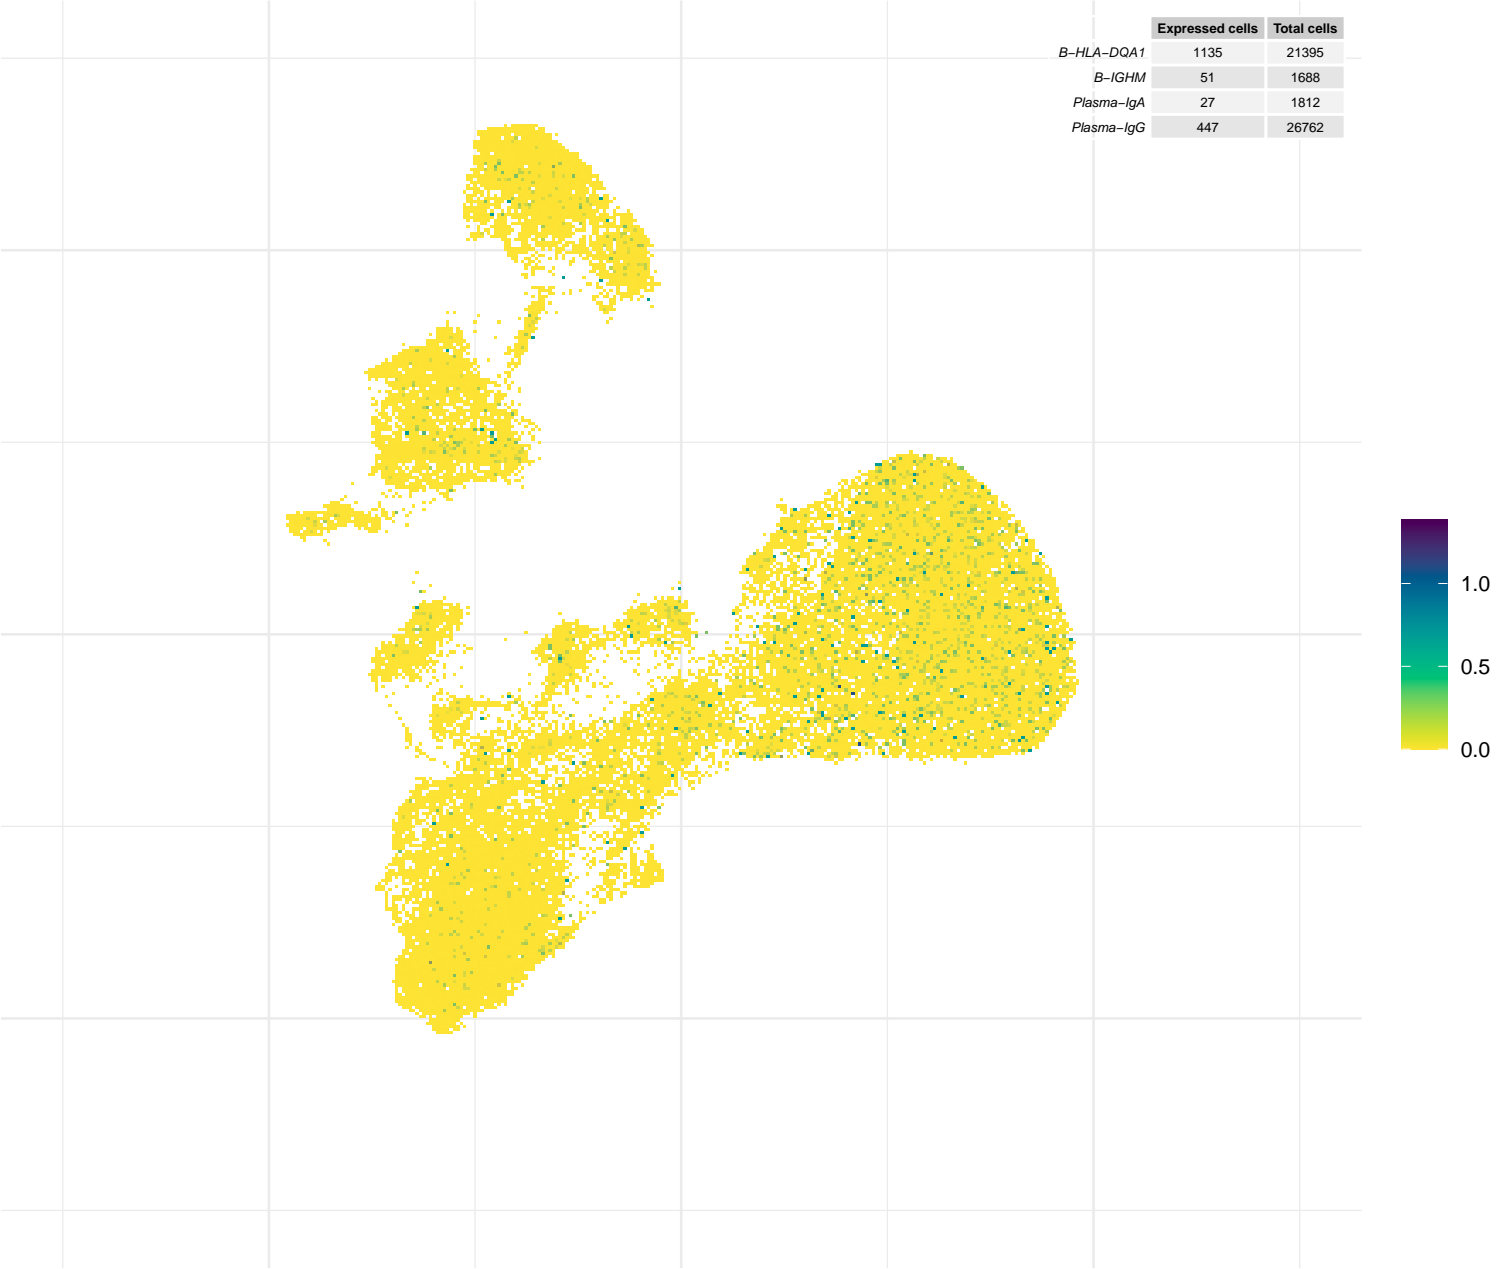 Expressed cells Total cells
B−HLA−DQA1 1135 21395
B−IGHM 51 1688
Plasma−IgA 27 1812
Plasma−IgG 447 26762
1.0
0.5
0.0